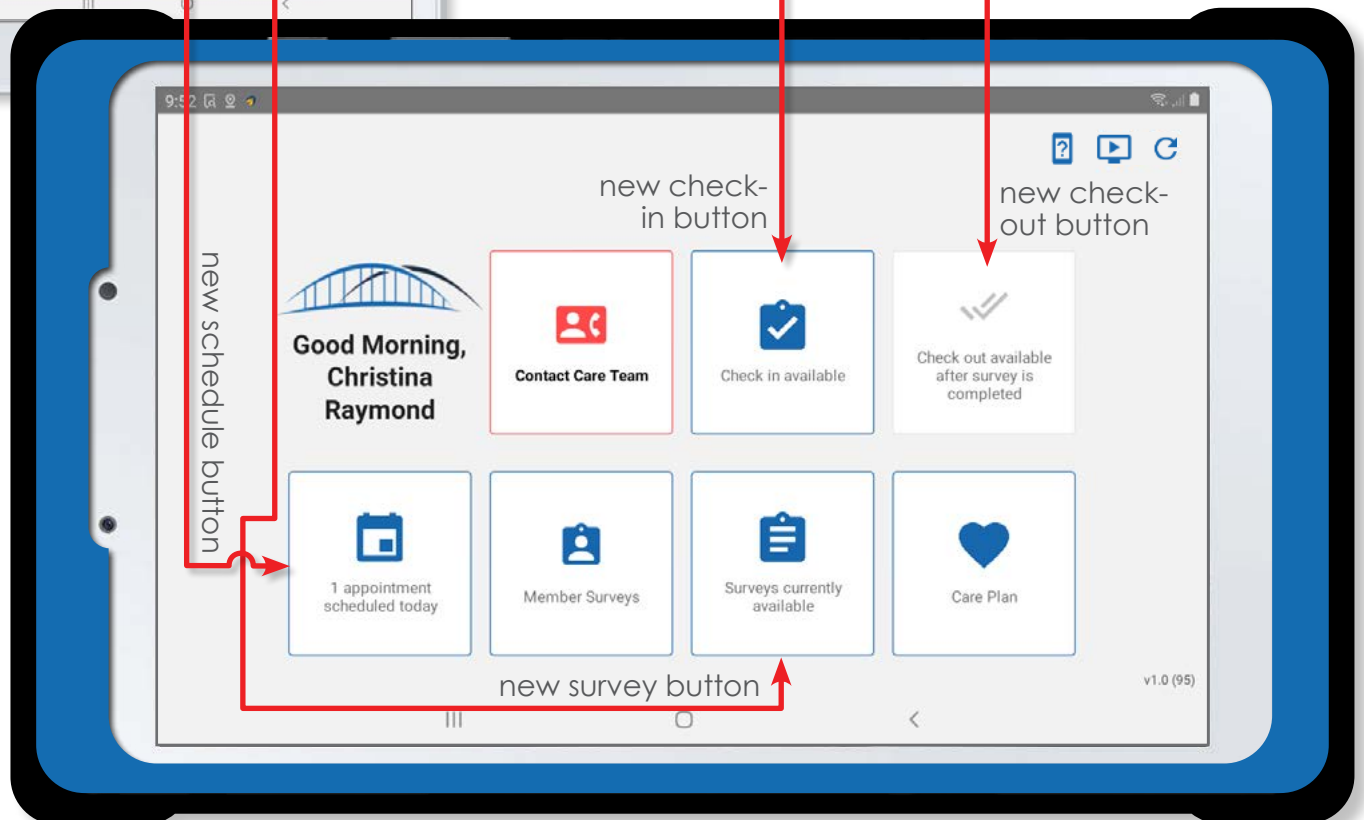 9:52
new check-
in button
new check-
out button
new schedule button
Good Morning,
Christina
Raymond
Contact Care Team
Check in available
Check out available
after survey is
completed
1 appointment
scheduled today
Member Surveys
Surveys currently
available
Care Plan
new survey button
v1.0 (95)